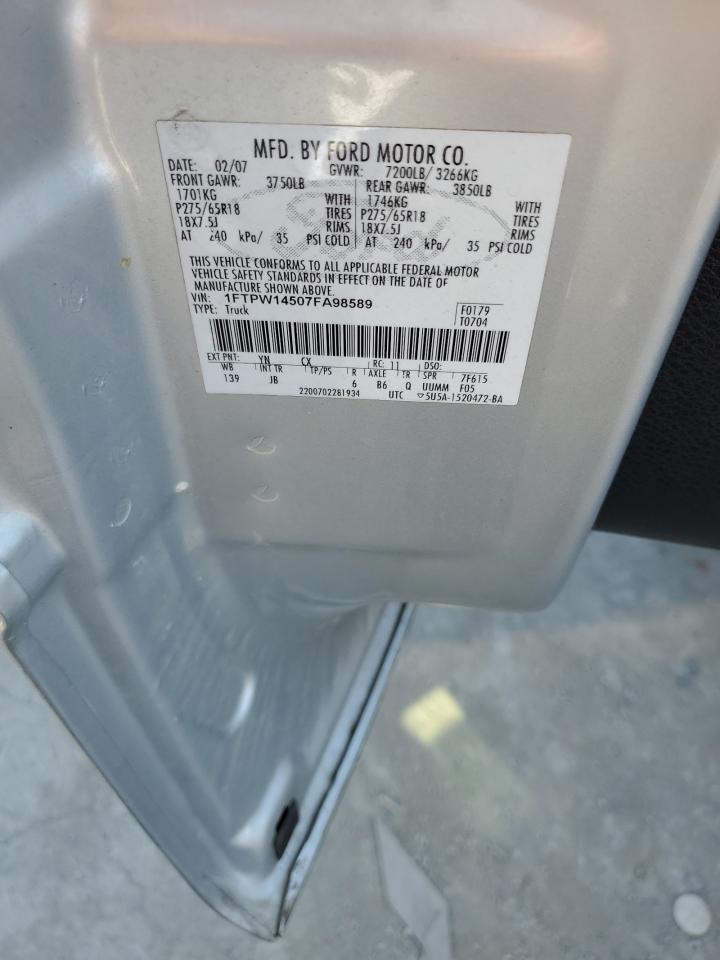 MFD. BY FORD MOTOR CO.
DATE: 02/07 GVWR: 7200LB/ 3266KG
FRONT GAWR: 3750LB REAR GAWR: 3850LB
1701KG WITH 1746KG WITH
P275/65R18 TIRES P275/65R18 TIRES
18X7.5J RIMS 18X7.5J RIMS
AT 240 kPa/ 35 PSI COLD AT 240 kPa/ 35 PSI COLD
Ford
THIS VEHICLE CONFORMS TO ALL APPLICABLE FEDERAL MOTOR
VEHICLE SAFETY STANDARDS IN EFFECT ON THE DATE OF
MANUFACTURE SHOWN ABOVE.
VIN: 1FTPW14507FA98589 F0179
TYPE: Truck T0704
EXT PNT: YN CX RC: 11 DSO:
WB INT TR TP/PS R AXLE TR SPR 7F615
139 JB 6 B6 Q UUMM F05
2200702281934 UTC ▽5U5A-1520472-BA